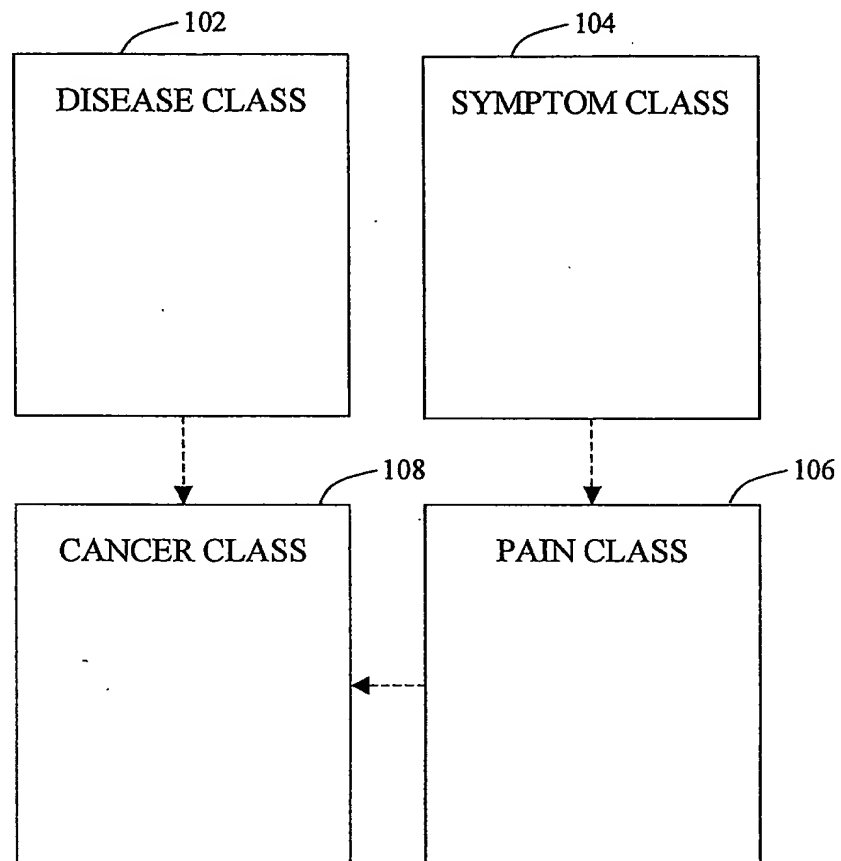 102
104
DISEASE CLASS
SYMPTOM CLASS
108
106
CANCER CLASS
PAIN CLASS